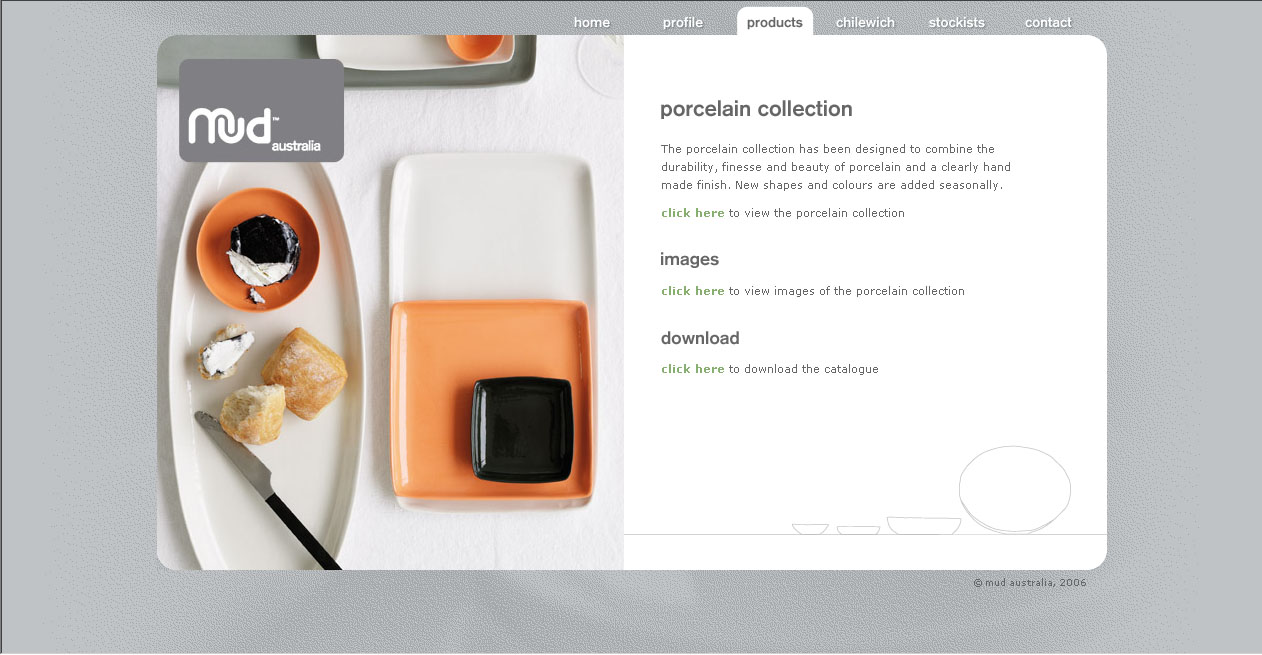 home profile products chilewich stockists contact
mud™
australia
porcelain collection
The porcelain collection has been designed to combine the
durability, finesse and beauty of porcelain and a clearly hand
made finish. New shapes and colours are added seasonally.
click here to view the porcelain collection
images
click here to view images of the porcelain collection
download
click here to download the catalogue
© mud australia, 2006